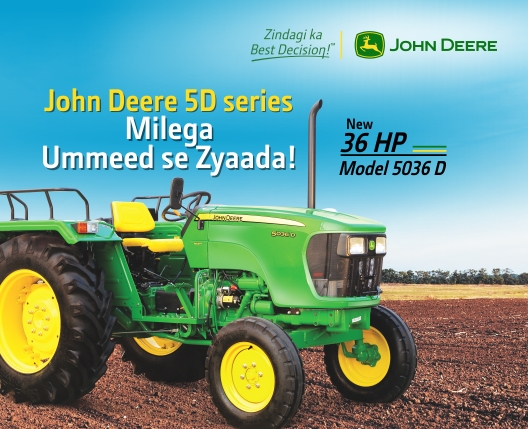 Zindagi ka
Best Decision!™
JOHN DEERE
John Deere 5D series
Milega
Ummeed se Zyaada!
New
36 HP
Model 5036 D
JOHN DEERE
5036 D